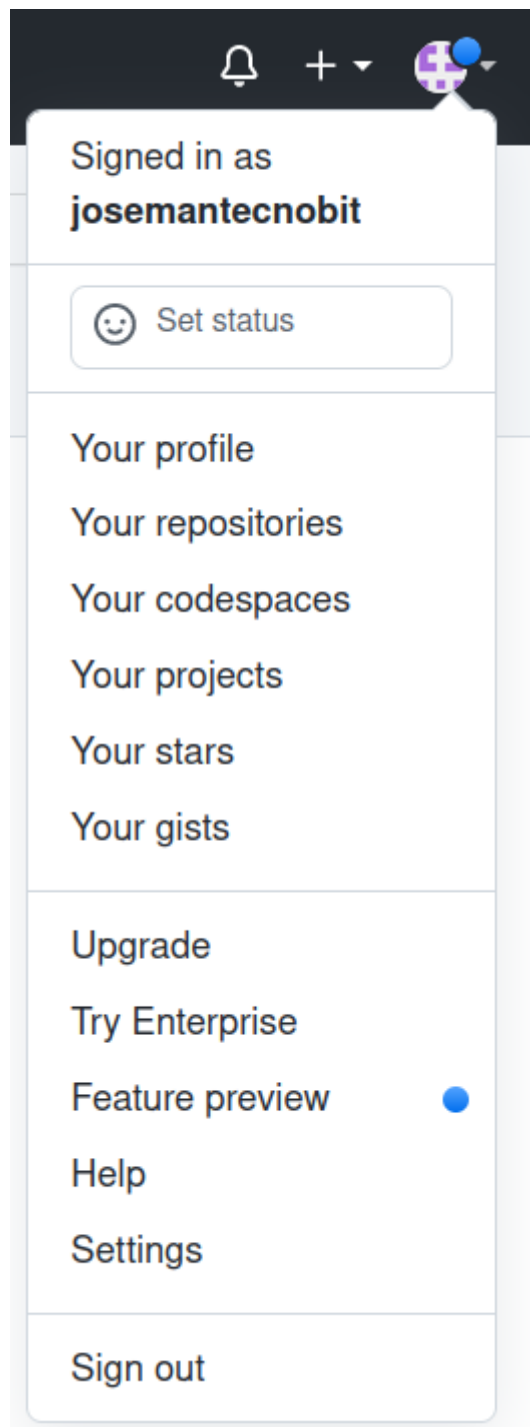 Signed in as
josemantecnobit
Set status
Your profile
Your repositories
Your codespaces
Your projects
Your stars
Your gists
Upgrade
Try Enterprise
Feature preview
Help
Settings
Sign out